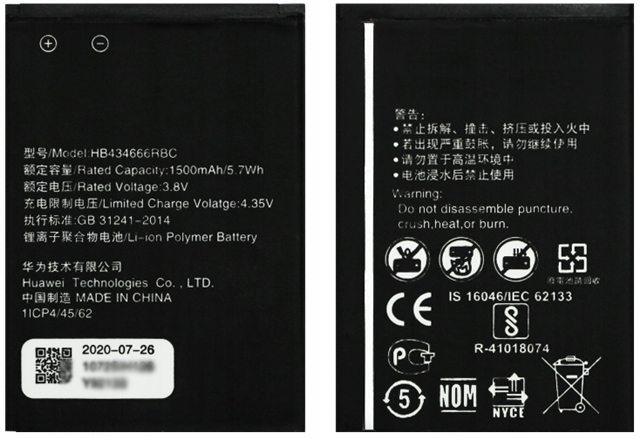 型号/Model:HB434666RBC
额定容量/Rated Capacity:1500mAh/5.7Wh
额定电压/Rated Voltage:3.8V
充电限制电压/Limited Charge Volatge:4.35V
执行标准:GB 31241-2014
锂离子聚合物电池/Li-ion Polymer Battery
华为技术有限公司
Huawei Technologies Co.,LTD.
中国制造 MADE IN CHINA
1ICP4/45/62
2020-07-26
警告:
•禁止拆解、撞击、挤压或投入火中
•若出现严重鼓胀,请勿继续使用
•请勿置于高温环境中
•电池浸水后禁止使用
Warning:
Do not disassemble puncture.
crush,heat,or burn.
废电池请回收
CE
IS 16046/IEC 62133
R-41018074
5
NOM
NYCE